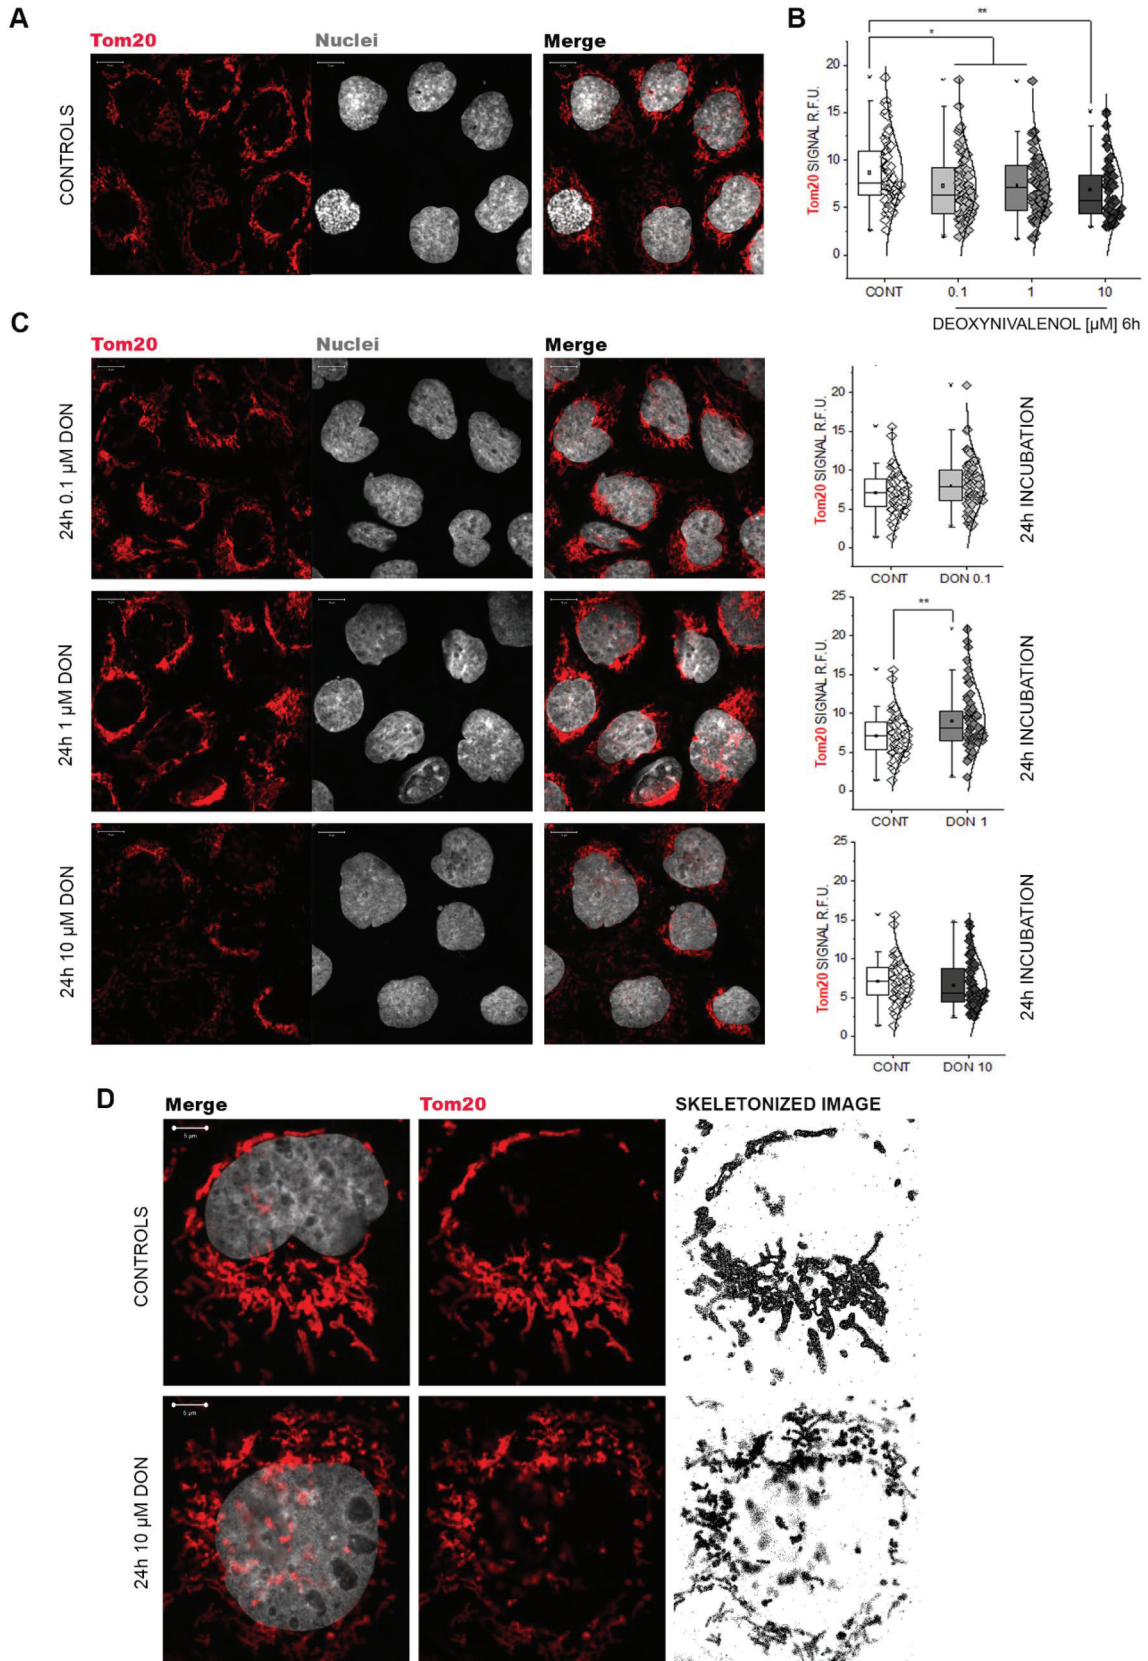 A
Tom20
Nuclei
Merge
CONTROLS
B
**
*
Tom20 SIGNAL R.F.U.
20
15
10
5
0
CONT
0.1
1
10
DEOXYNIVALENOL [µM] 6h
C
Tom20
Nuclei
Merge
24h 0.1 µM DON
Tom20 SIGNAL R.F.U.
20
15
10
5
0
CONT
DON 0.1
24h INCUBATION
24h 1 µM DON
Tom20 SIGNAL R.F.U.
25
20
15
10
5
0
**
CONT
DON 1
24h INCUBATION
24h 10 µM DON
Tom20 SIGNAL R.F.U.
25
20
15
10
5
0
CONT
DON 10
24h INCUBATION
D
Merge
Tom20
SKELETONIZED IMAGE
CONTROLS
5 µm
24h 10 µM DON
5 µm